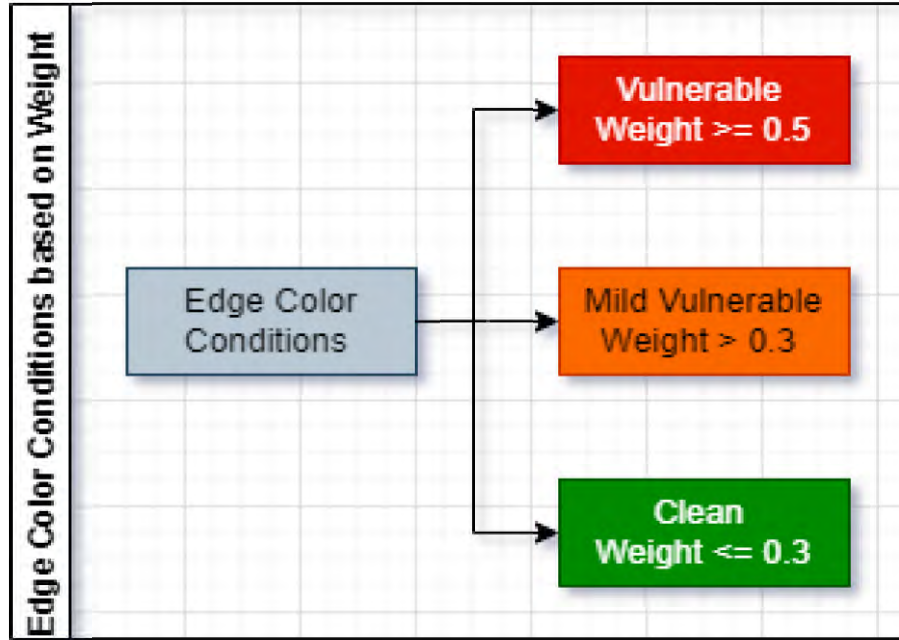 Edge Color Conditions based on Weight
Vulnerable
Weight >= 0.5
Edge Color
Conditions
Mild Vulnerable
Weight > 0.3
Clean
Weight <= 0.3